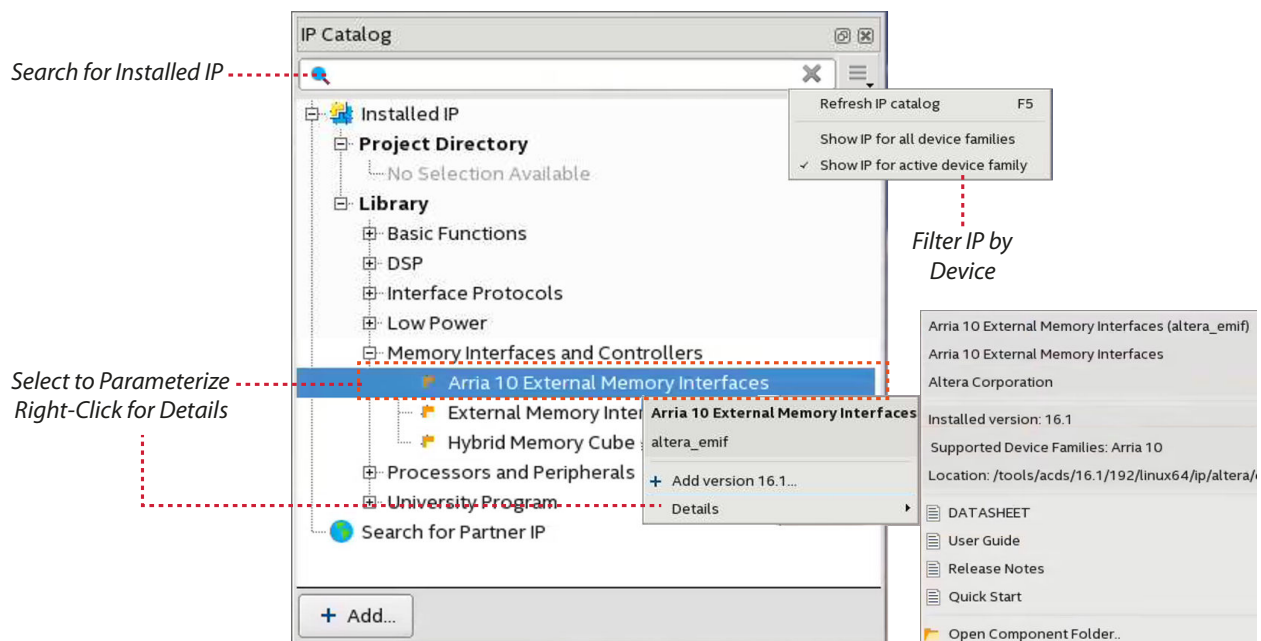 IP Catalog
Search for Installed IP
Refresh IP catalog F5
Show IP for all device families
✓ Show IP for active device family
Filter IP by
Device
Installed IP
Project Directory
No Selection Available
Library
Basic Functions
DSP
Interface Protocols
Low Power
Memory Interfaces and Controllers
Arria 10 External Memory Interfaces
External Memory Inter
Hybrid Memory Cube
Processors and Peripherals
University Program
Search for Partner IP
+ Add...
Select to Parameterize
Right-Click for Details
Arria 10 External Memory Interfaces
altera_emif
+ Add version 16.1...
Details
Arria 10 External Memory Interfaces (altera_emif)
Arria 10 External Memory Interfaces
Altera Corporation
Installed version: 16.1
Supported Device Families: Arria 10
Location: /tools/acds/16.1/192/linux64/ip/altera/
DATASHEET
User Guide
Release Notes
Quick Start
Open Component Folder..